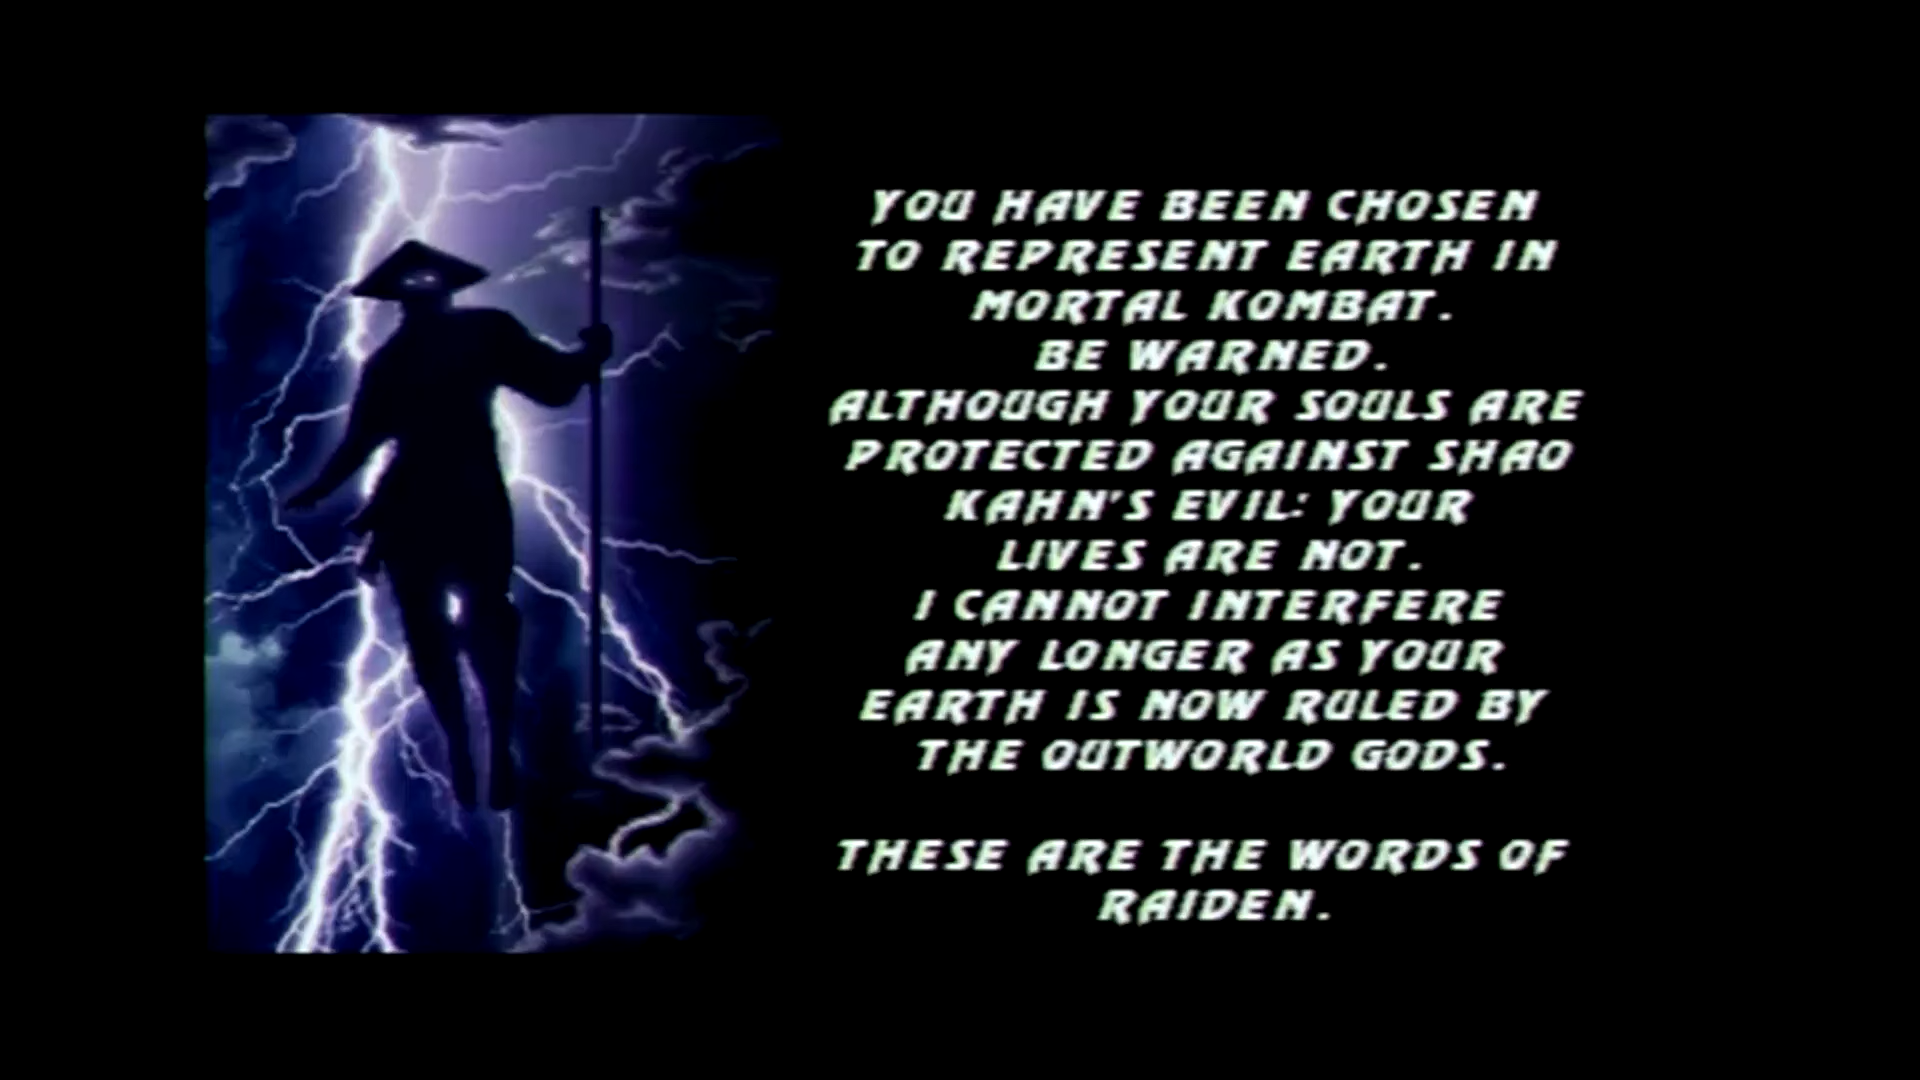 YOU HAVE BEEN CHOSEN
TO REPRESENT EARTH IN
MORTAL KOMBAT.
BE WARNED.
ALTHOUGH YOUR SOULS ARE
PROTECTED AGAINST SHAO
KAHN'S EVIL: YOUR
LIVES ARE NOT.
I CANNOT INTERFERE
ANY LONGER AS YOUR
EARTH IS NOW RULED BY
THE OUTWORLD GODS.
THESE ARE THE WORDS OF
RAIDEN.